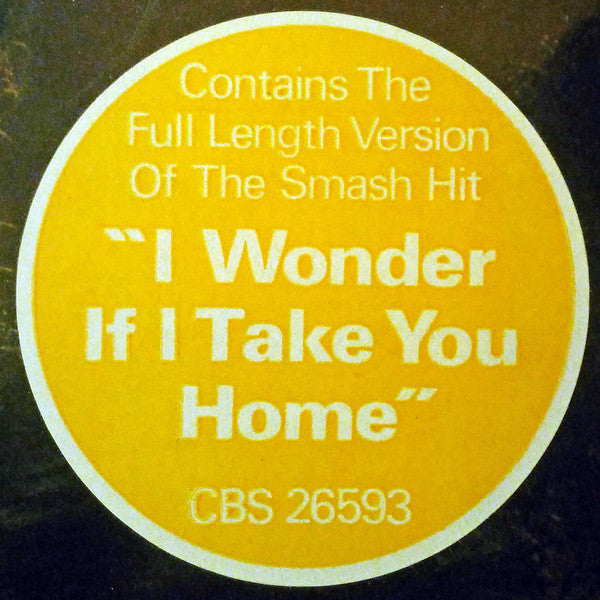 Contains The
Full Length Version
Of The Smash Hit
“I Wonder
If I Take You
Home”
CBS 26593